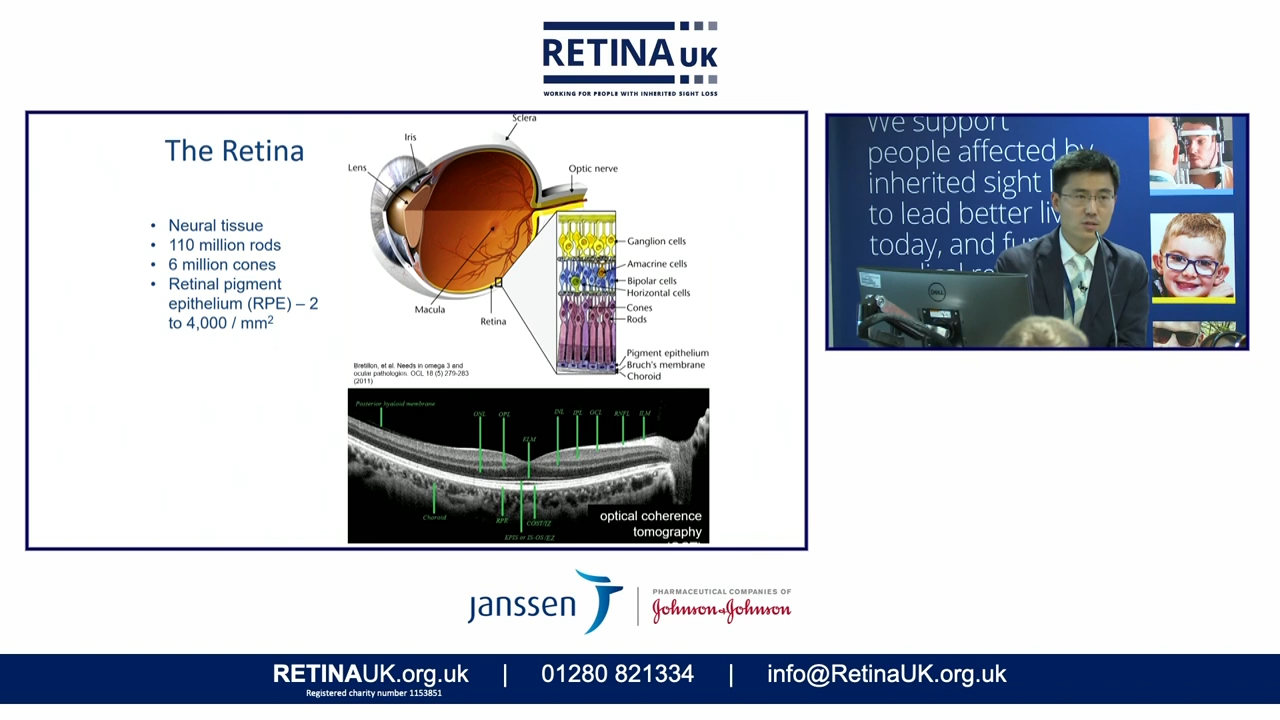 RETINA UK
WORKING FOR PEOPLE WITH INHERITED SIGHT LOSS
The Retina
• Neural tissue
• 110 million rods
• 6 million cones
• Retinal pigment
epithelium (RPE) – 2
to 4,000 / mm²
Sclera
Iris
Lens
Optic nerve
Ganglion cells
Amacrine cells
Bipolar cells
Horizontal cells
Cones
Rods
Macula
Retina
Pigment epithelium
Bruch's membrane
Choroid
Bretillon, et al. Needs in omega 3 and
ocular pathologies. OCL 18 (5) 279-283
(2011)
Posterior hyaloid membrane
ONL
OPL
ELM
INL
IPL
GCL
RNFL
ILM
Choroid
RPE
COST/IZ
EPIS or IS-OS/EZ
optical coherence
tomography
We support
people affected by
inherited sight
to lead better
today, and
DELL
janssen
PHARMACEUTICAL COMPANIES OF
Johnson & Johnson
RETINAUK.org.uk | 01280 821334 | info@RetinaUK.org.uk
Registered charity number 1153851